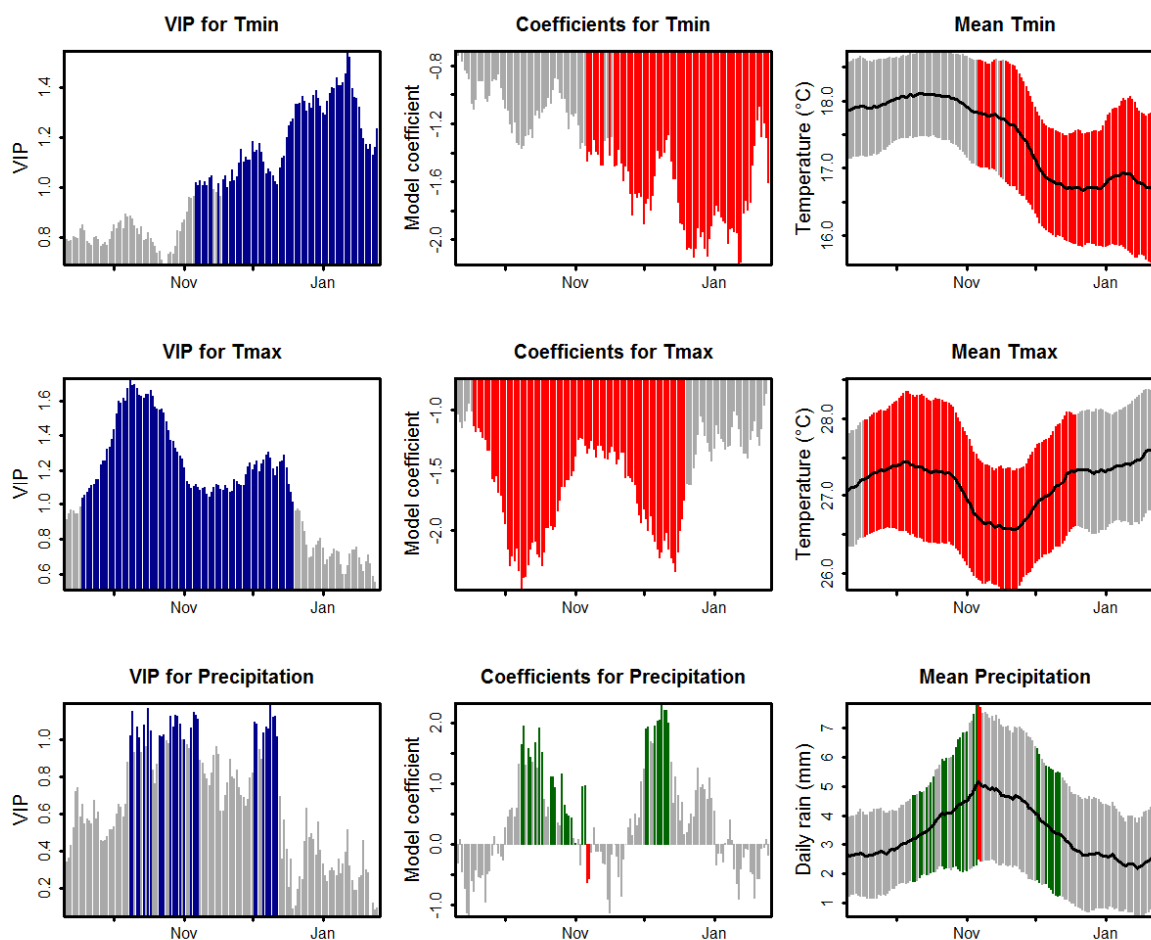 VIP for Tmin
Coefficients for Tmin
Mean Tmin
VIP
0.8 1.0 1.2 1.4
Nov Jan
Model coefficient
-2.0 -1.6 -1.2 -0.8
Nov Jan
Temperature (°C)
16.0 17.0 18.0
Nov Jan
VIP for Tmax
Coefficients for Tmax
Mean Tmax
VIP
0.6 0.8 1.0 1.2 1.4 1.6
Nov Jan
Model coefficient
-2.0 -1.5 -1.0
Nov Jan
Temperature (°C)
26.0 27.0 28.0
Nov Jan
VIP for Precipitation
Coefficients for Precipitation
Mean Precipitation
VIP
0.2 0.4 0.6 0.8 1.0
Nov Jan
Model coefficient
-1.0 0.0 1.0 2.0
Nov Jan
Daily rain (mm)
1 2 3 4 5 6 7
Nov Jan